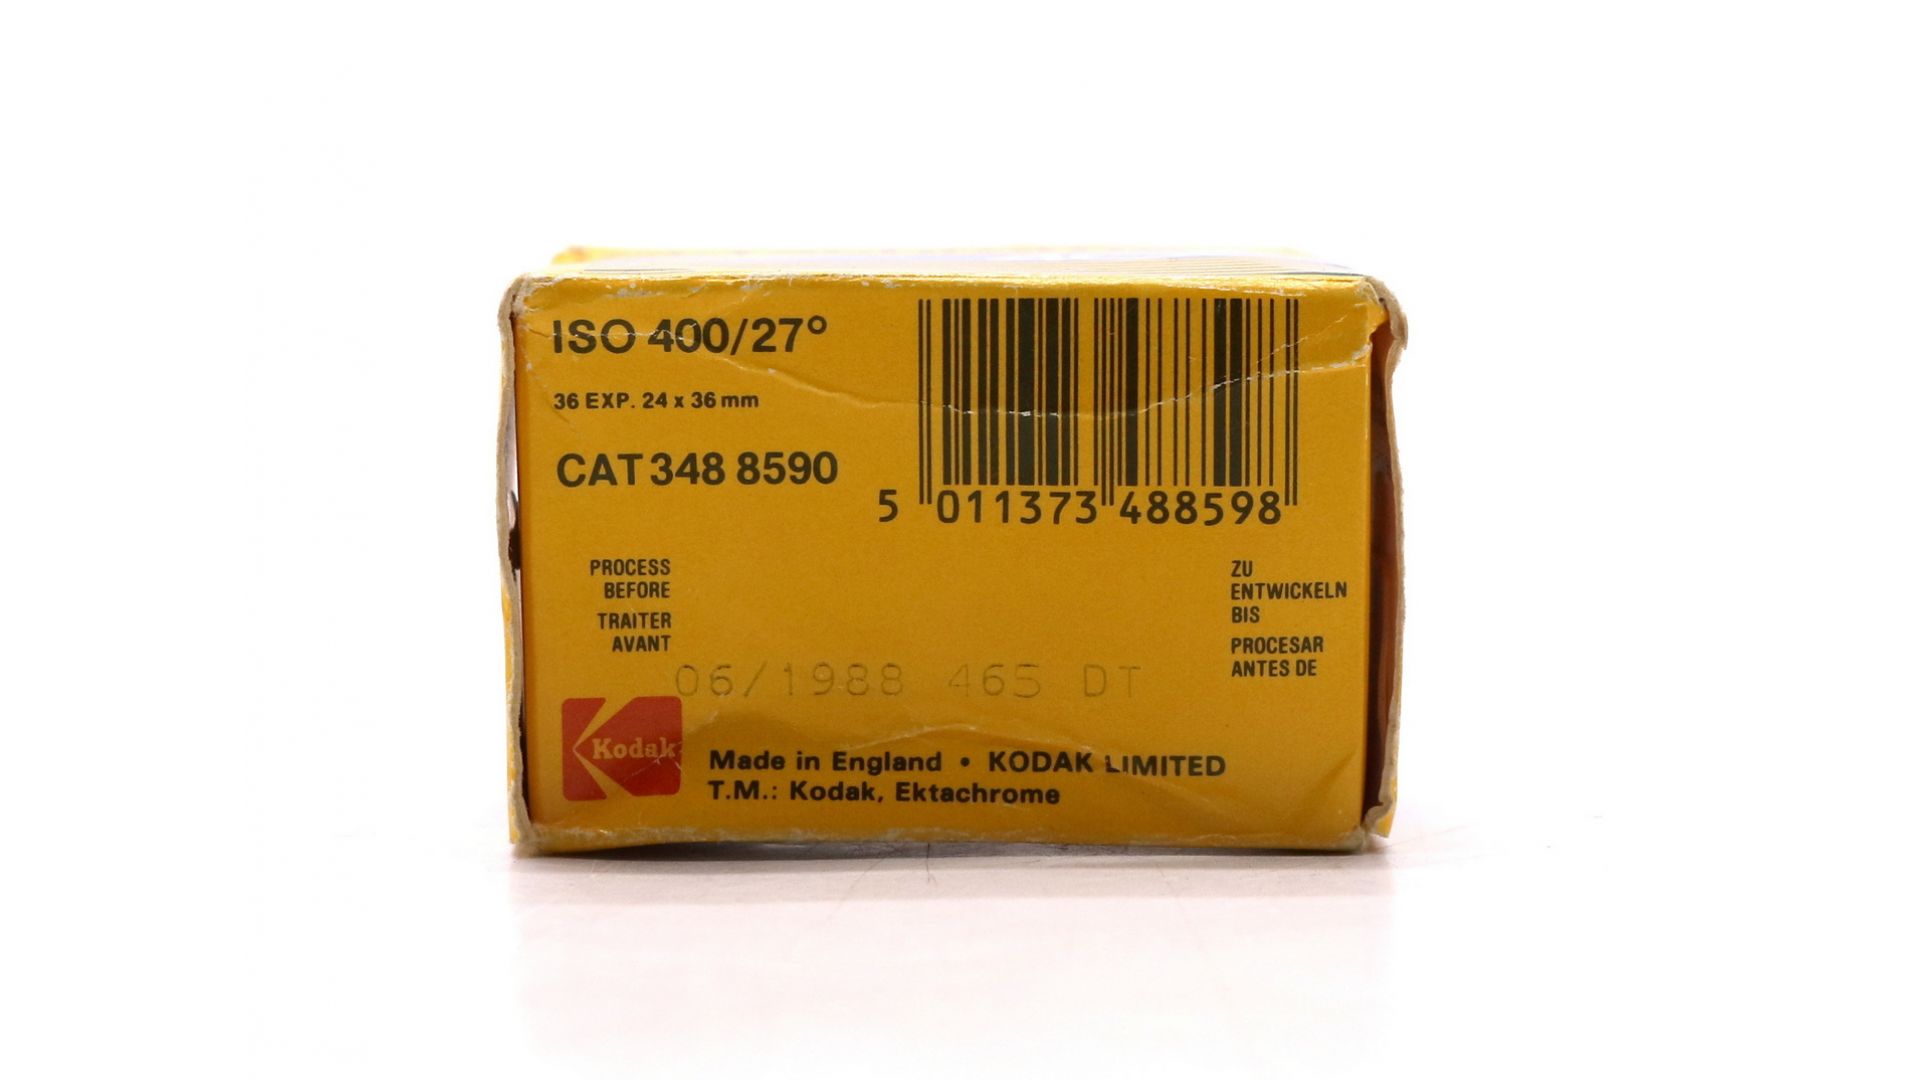 ISO 400/27°
36 EXP. 24 x 36 mm
CAT 348 8590
5 011373 488598
PROCESS
BEFORE
TRAITER
AVANT
ZU
ENTWICKELN
BIS
PROCESAR
ANTES DE
06/1988 465 DT
Kodak
Made in England • KODAK LIMITED
T.M.: Kodak, Ektachrome